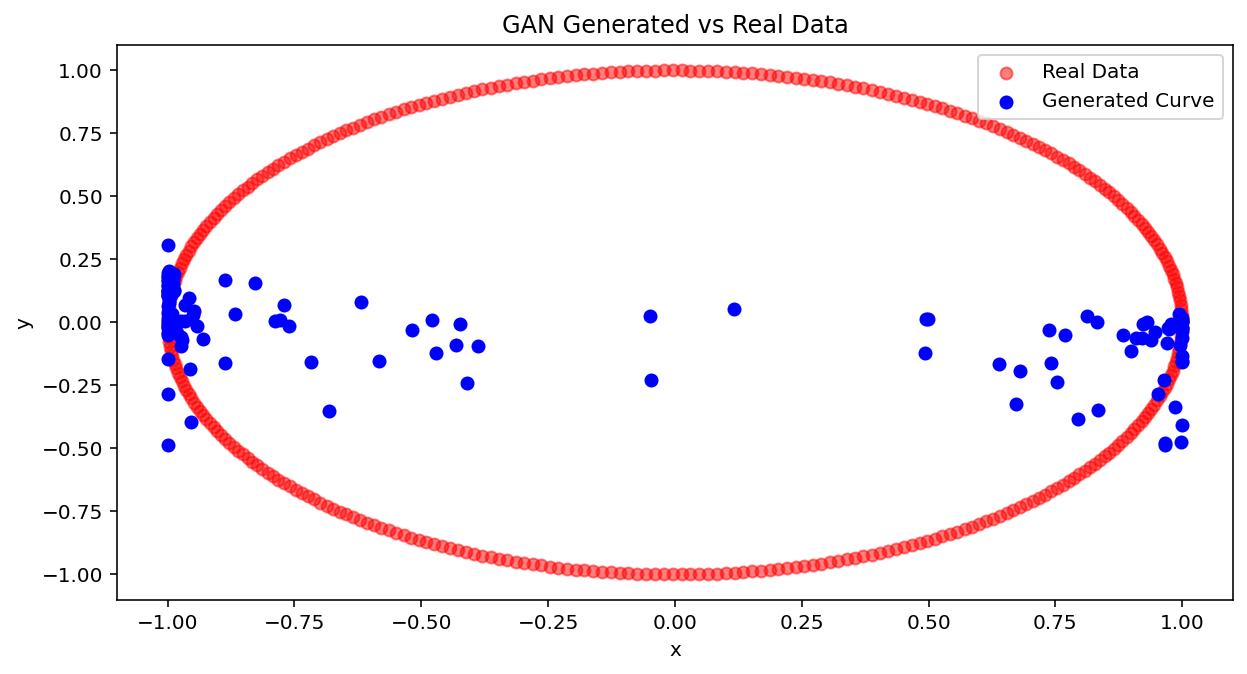 GAN Generated vs Real Data
Real Data
Generated Curve
1.00
0.75
0.50
0.25
0.00
−0.25
−0.50
−0.75
−1.00
y
−1.00 −0.75 −0.50 −0.25 0.00 0.25 0.50 0.75 1.00
x